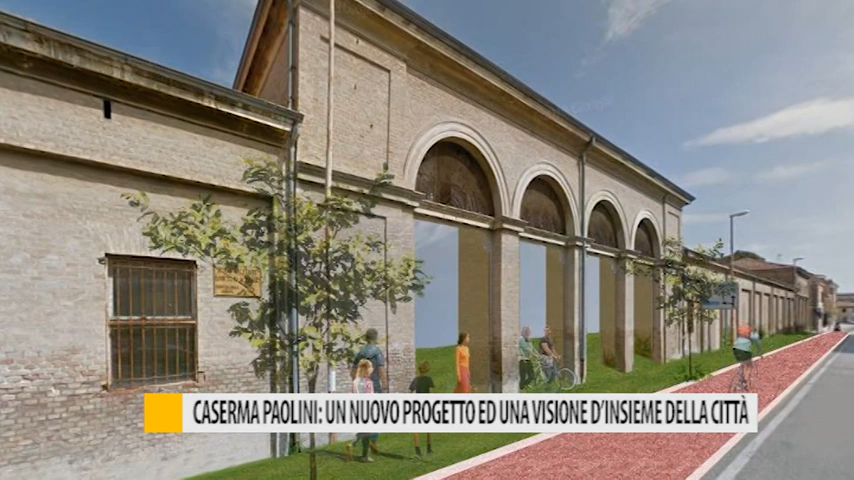 CASERMA PAOLINI: UN NUOVO PROGETTO ED UNA VISIONE D'INSIEME DELLA CITTÀ